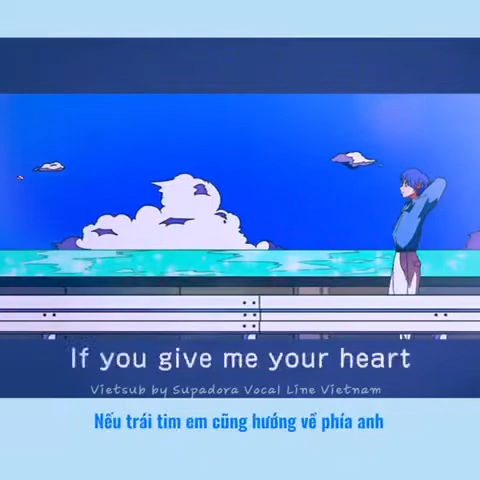 If you give me your heart
Vietsub by Supadora Vocal Line Vietnam
Nếu trái tim em cũng hướng về phía anh